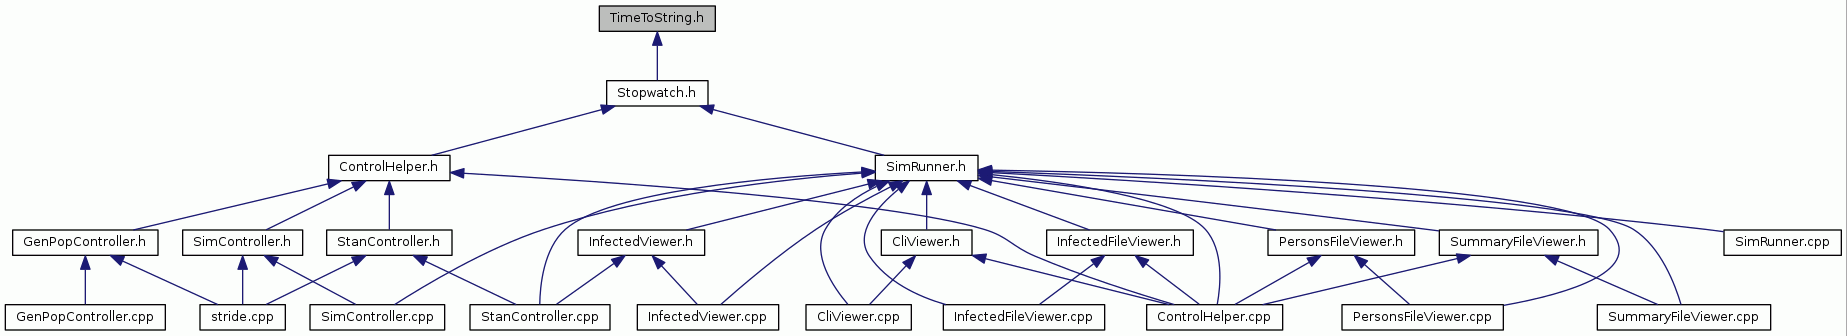 TimeToString.h
Stopwatch.h
ControlHelper.h
SimRunner.h
GenPopController.h
SimController.h
StanController.h
InfectedViewer.h
CliViewer.h
InfectedFileViewer.h
PersonsFileViewer.h
SummaryFileViewer.h
SimRunner.cpp
GenPopController.cpp
stride.cpp
SimController.cpp
StanController.cpp
InfectedViewer.cpp
CliViewer.cpp
InfectedFileViewer.cpp
ControlHelper.cpp
PersonsFileViewer.cpp
SummaryFileViewer.cpp